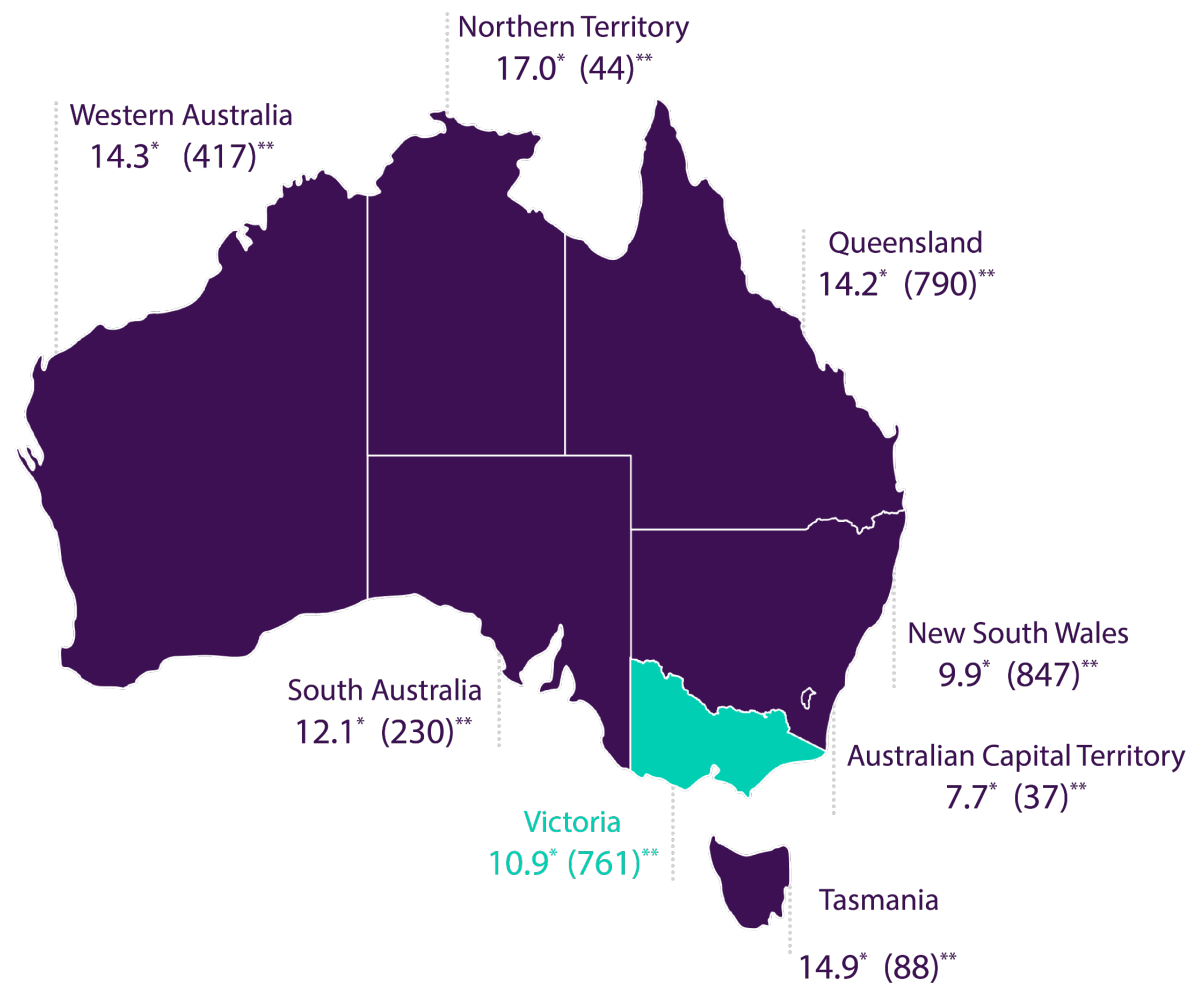 Northern Territory
17.0* (44)**
Western Australia
14.3* (417)**
Queensland
14.2* (790)**
New South Wales
9.9* (847)**
South Australia
12.1* (230)**
Australian Capital Territory
7.7* (37)**
Victoria
10.9* (761)**
Tasmania
14.9* (88)**